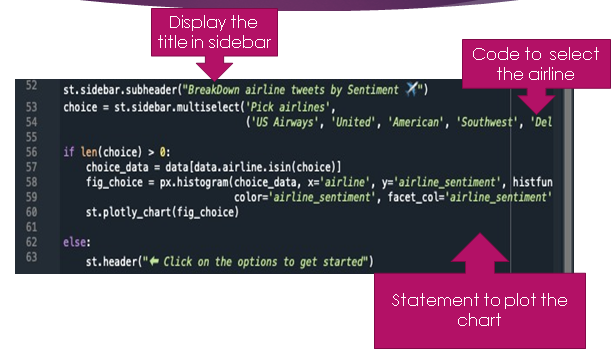 Display the
title in sidebar
Code to select
the airline
52 st.sidebar.subheader("BreakDown airline tweets by Sentiment ✈️")
53 choice = st.sidebar.multiselect('Pick airlines',
54 ('US Airways', 'United', 'American', 'Southwest', 'Del
55
56 if len(choice) > 0:
57 choice_data = data[data.airline.isin(choice)]
58 fig_choice = px.histogram(choice_data, x='airline', y='airline_sentiment', histfun
59 color='airline_sentiment', facet_col='airline_sentiment'
60 st.plotly_chart(fig_choice)
61
62 else:
63 st.header("⬅ Click on the options to get started")
Statement to plot the
chart